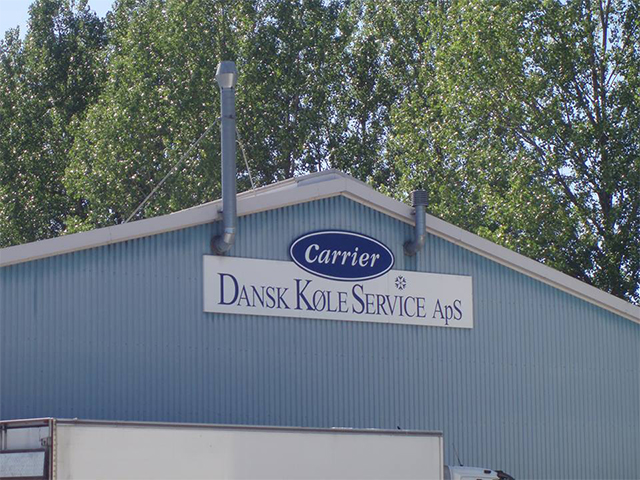 Carrier
DANSK KØLE SERVICE ApS